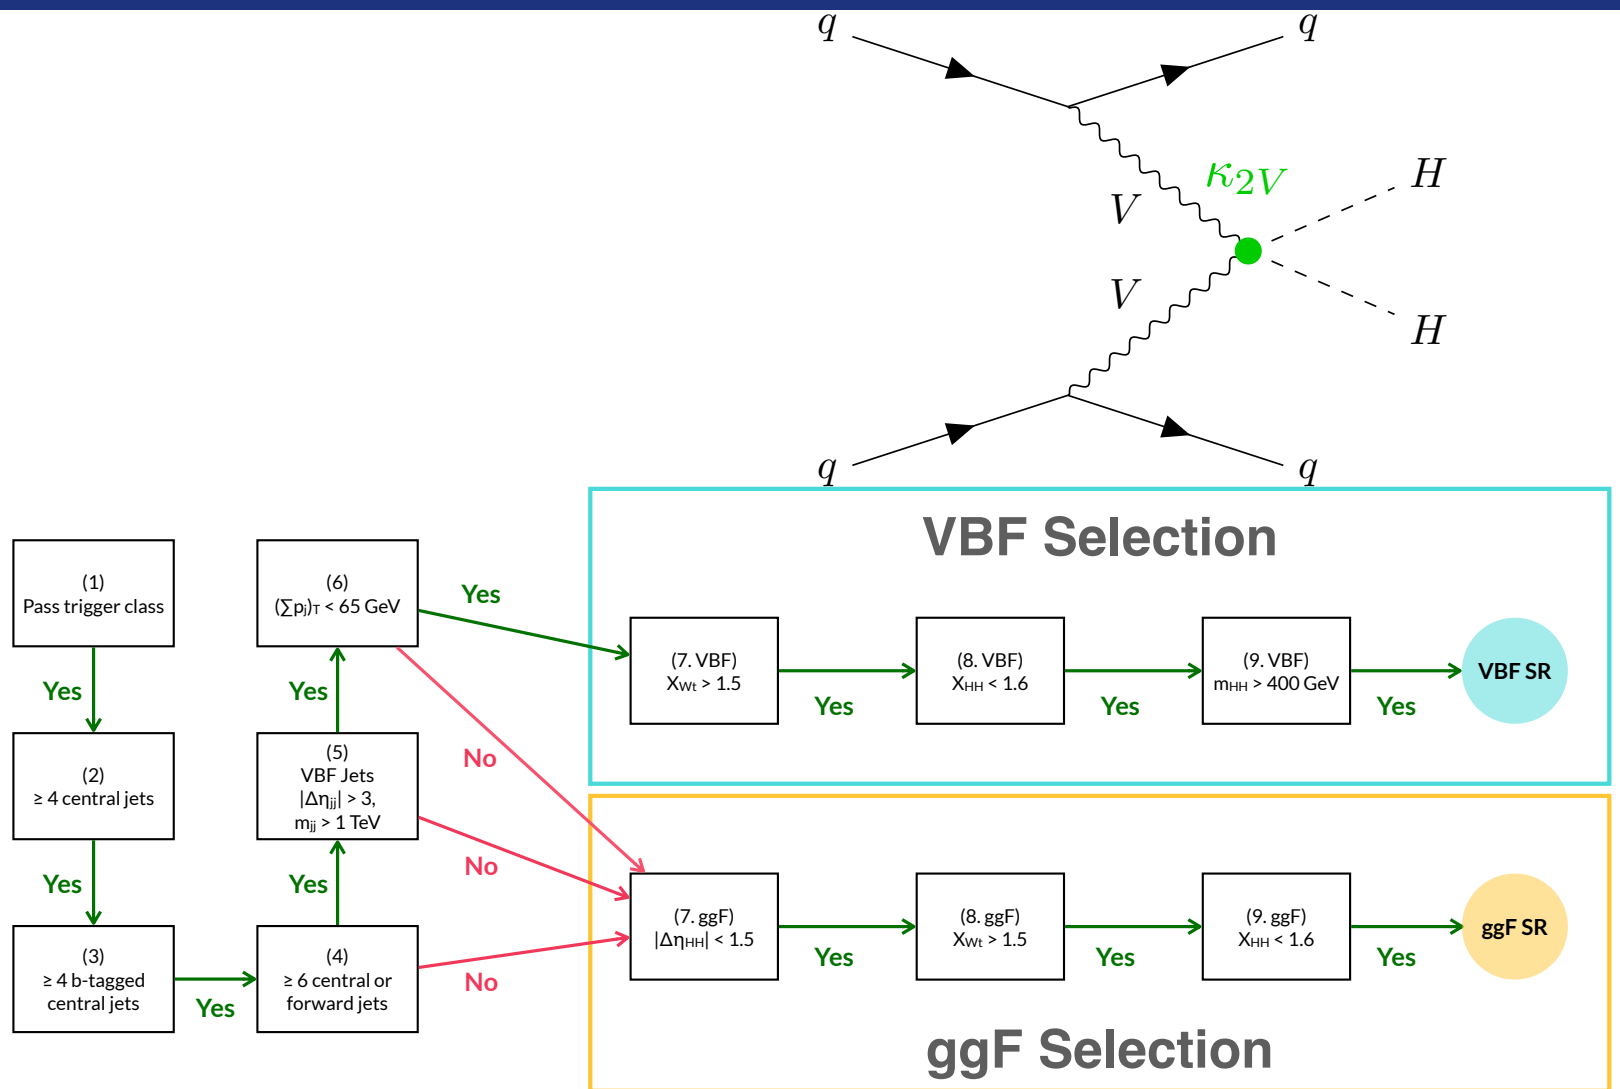 q
q
κ2V
H
V
V
H
q
q
VBF Selection
(1)
Pass trigger class
Yes
(2)
≥ 4 central jets
Yes
(3)
≥ 4 b-tagged
central jets
Yes
(4)
≥ 6 central or
forward jets
Yes
No
(5)
VBF Jets
|Δηjj| > 3,
mjj > 1 TeV
Yes
No
(6)
(∑pj)T < 65 GeV
Yes
No
(7. VBF)
XWt > 1.5
Yes
(8. VBF)
XHH < 1.6
Yes
(9. VBF)
mHH > 400 GeV
Yes
VBF SR
(7. ggF)
|ΔηHH| < 1.5
Yes
(8. ggF)
XWt > 1.5
Yes
(9. ggF)
XHH < 1.6
Yes
ggF SR
ggF Selection